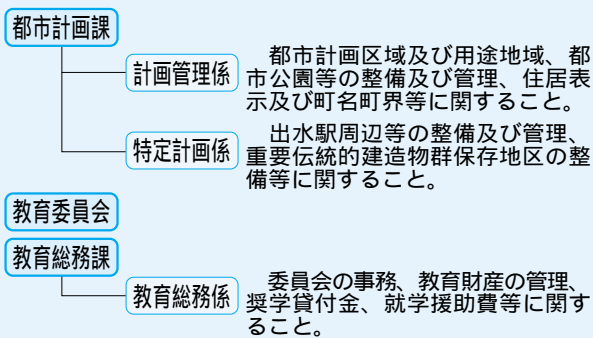 都市計画課
計画管理係
都市計画区域及び用途地域、都
市公園等の整備及び管理、住居表
示及び町名町界等に関すること。
特定計画係
出水駅周辺等の整備及び管理、
重要伝統的建造物群保存地区の整
備等に関すること。
教育委員会
教育総務課
教育総務係
委員会の事務、教育財産の管理、
奨学貸付金、就学援助費等に関す
ること。